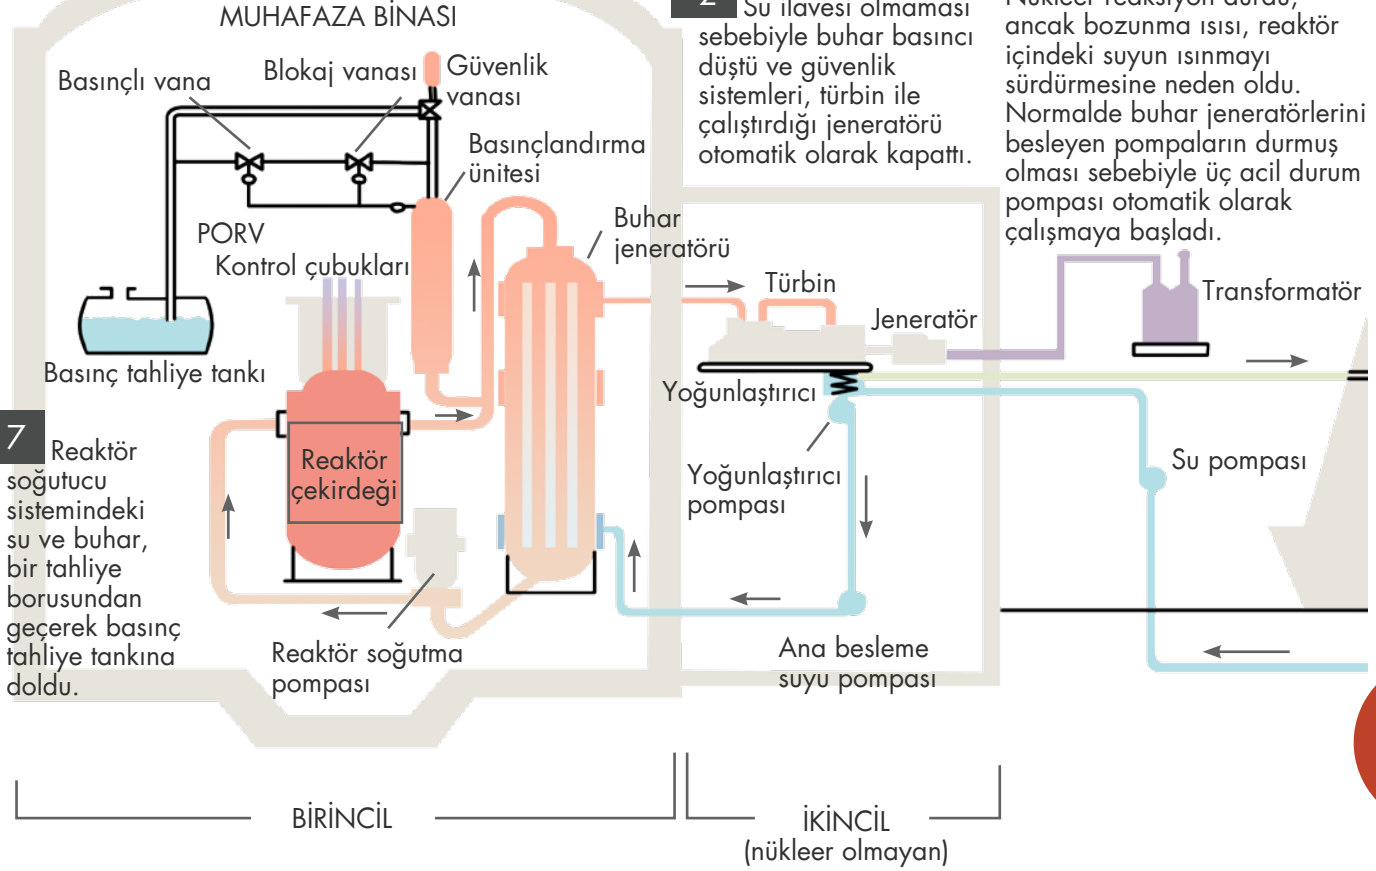 MUHAFAZA BİNASI
Basınçlı vana
Blokaj vanası
Güvenlik
vanası
Basınçlandırma
ünitesi
PORV
Kontrol çubukları
Buhar
jeneratörü
Basınç tahliye tankı
Reaktör
çekirdeği
7 Reaktör
soğutucu
sistemindeki
su ve buhar,
bir tahliye
borusundan
geçerek basınç
tahliye tankına
doldu.
Reaktör soğutma
pompası
2 Su ilavesi olmaması
sebebiyle buhar basıncı
düştü ve güvenlik
sistemleri, türbin ile
çalıştırdığı jeneratörü
otomatik olarak kapattı.
Nükleer reaksiyon durdu,
ancak bozunma ısısı, reaktör
içindeki suyun ısınmayı
sürdürmesine neden oldu.
Normalde buhar jeneratörlerini
besleyen pompaların durmuş
olması sebebiyle üç acil durum
pompası otomatik olarak
çalışmaya başladı.
Türbin
Jeneratör
Transformatör
Yoğunlaştırıcı
Yoğunlaştırıcı
pompası
Su pompası
Ana besleme
suyu pompası
BİRİNCİL
İKİNCİL
(nükleer olmayan)